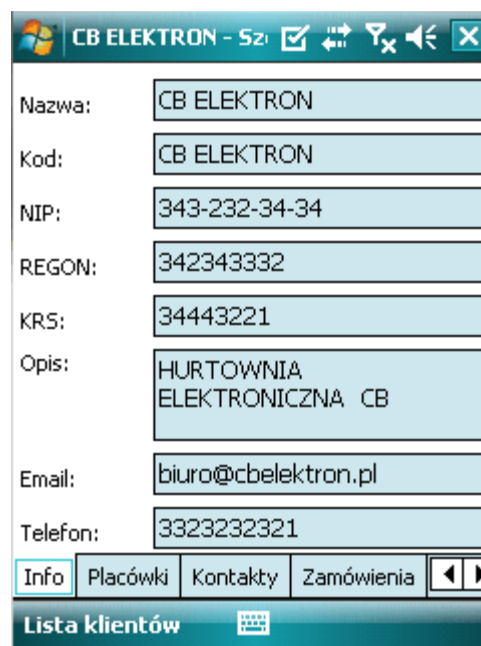 CB ELEKTRON - Sz
Nazwa: CB ELEKTRON
Kod: CB ELEKTRON
NIP: 343-232-34-34
REGON: 342343332
KRS: 34443221
Opis: HURTOWNIA
ELEKTRONICZNA CB
Email: biuro@cbelektron.pl
Telefon: 3323232321
Info Placówki Kontakty Zamówienia
Lista klientów